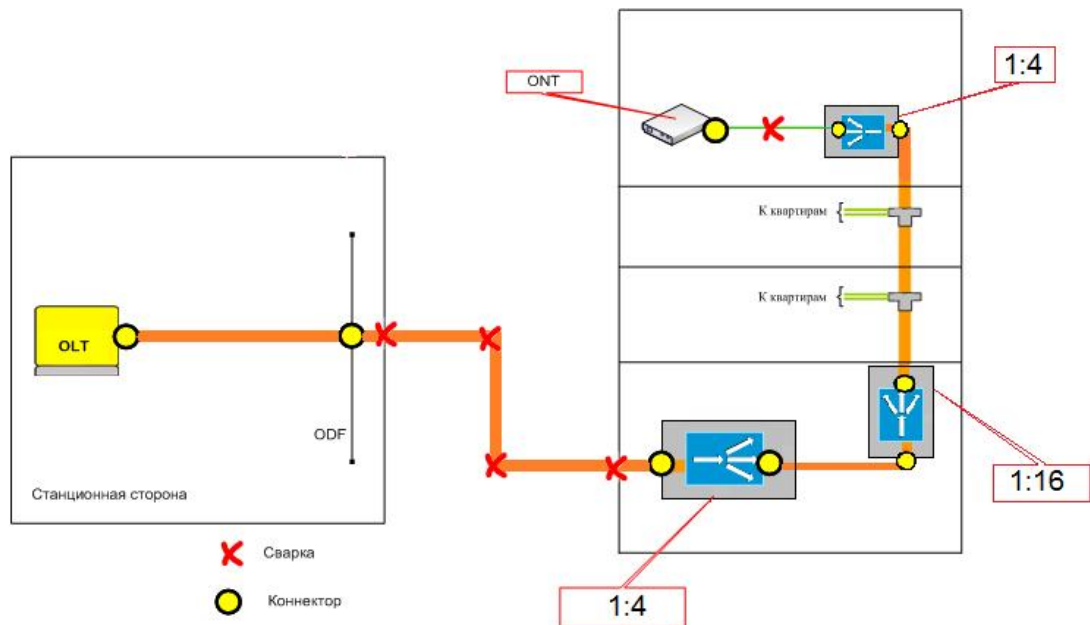 ONT
1:4
К квартирам
К квартирам
OLT
ODF
Станционная сторона
1:16
Сварка
Коннектор
1:4